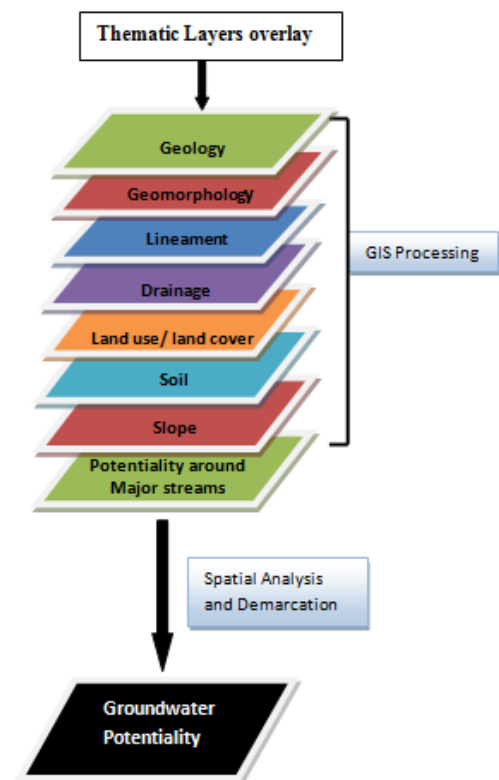 Thematic Layers overlay
Geology
Geomorphology
Lineament
GIS Processing
Drainage
Land use/ land cover
Soil
Slope
Potentiality around
Major streams
Spatial Analysis
and Demarcation
Groundwater
Potentiality